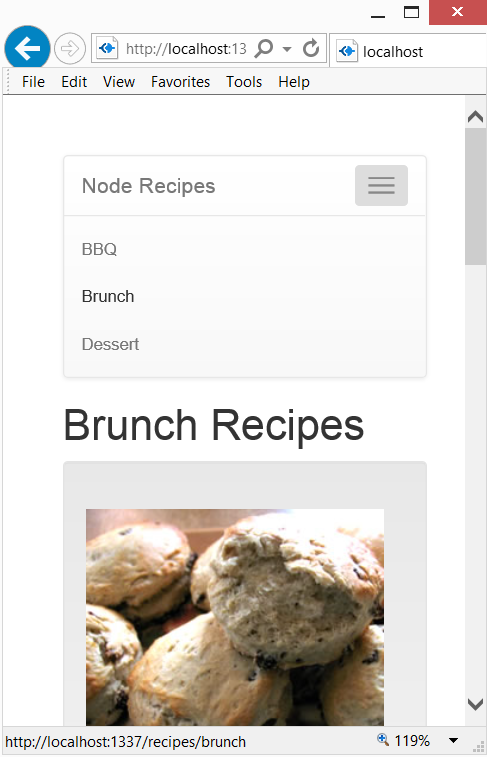 http://localhost:13
localhost
File Edit View Favorites Tools Help
Node Recipes
BBQ
Brunch
Dessert
Brunch Recipes
http://localhost:1337/recipes/brunch
119%